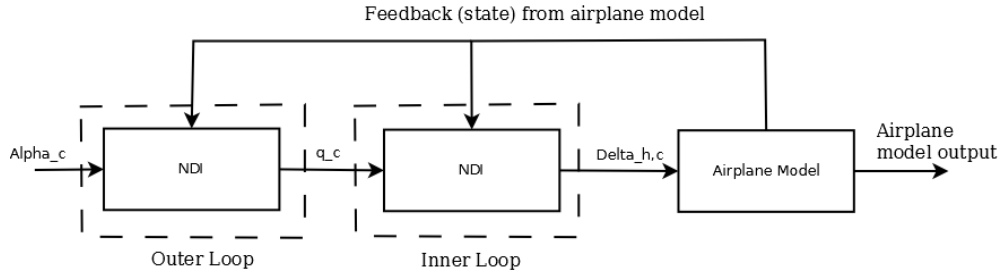 Feedback (state) from airplane model
Alpha_c
NDI
q_c
NDI
Delta_h,c
Airplane Model
Airplane
model output
Outer Loop
Inner Loop